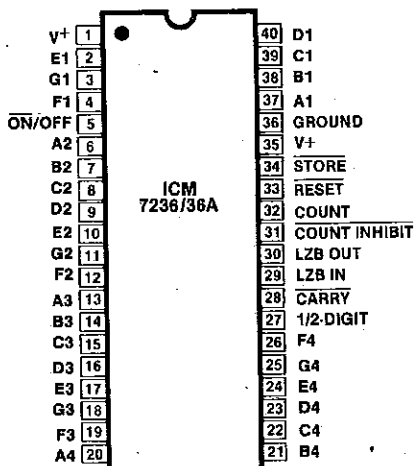 V+ 1 40 D1
E1 2 39 C1
G1 3 38 B1
F1 4 37 A1
ON/OFF 5 36 GROUND
A2 6 35 V+
B2 7 34 STORE
C2 8 ICM 33 RESET
D2 9 7236/36A 32 COUNT
E2 10 31 COUNT INHIBIT
G2 11 30 LZB OUT
F2 12 29 LZB IN
A3 13 28 CARRY
B3 14 27 1/2-DIGIT
C3 15 26 F4
D3 16 25 G4
E3 17 24 E4
G3 18 23 D4
F3 19 22 C4
A4 20 21 B4